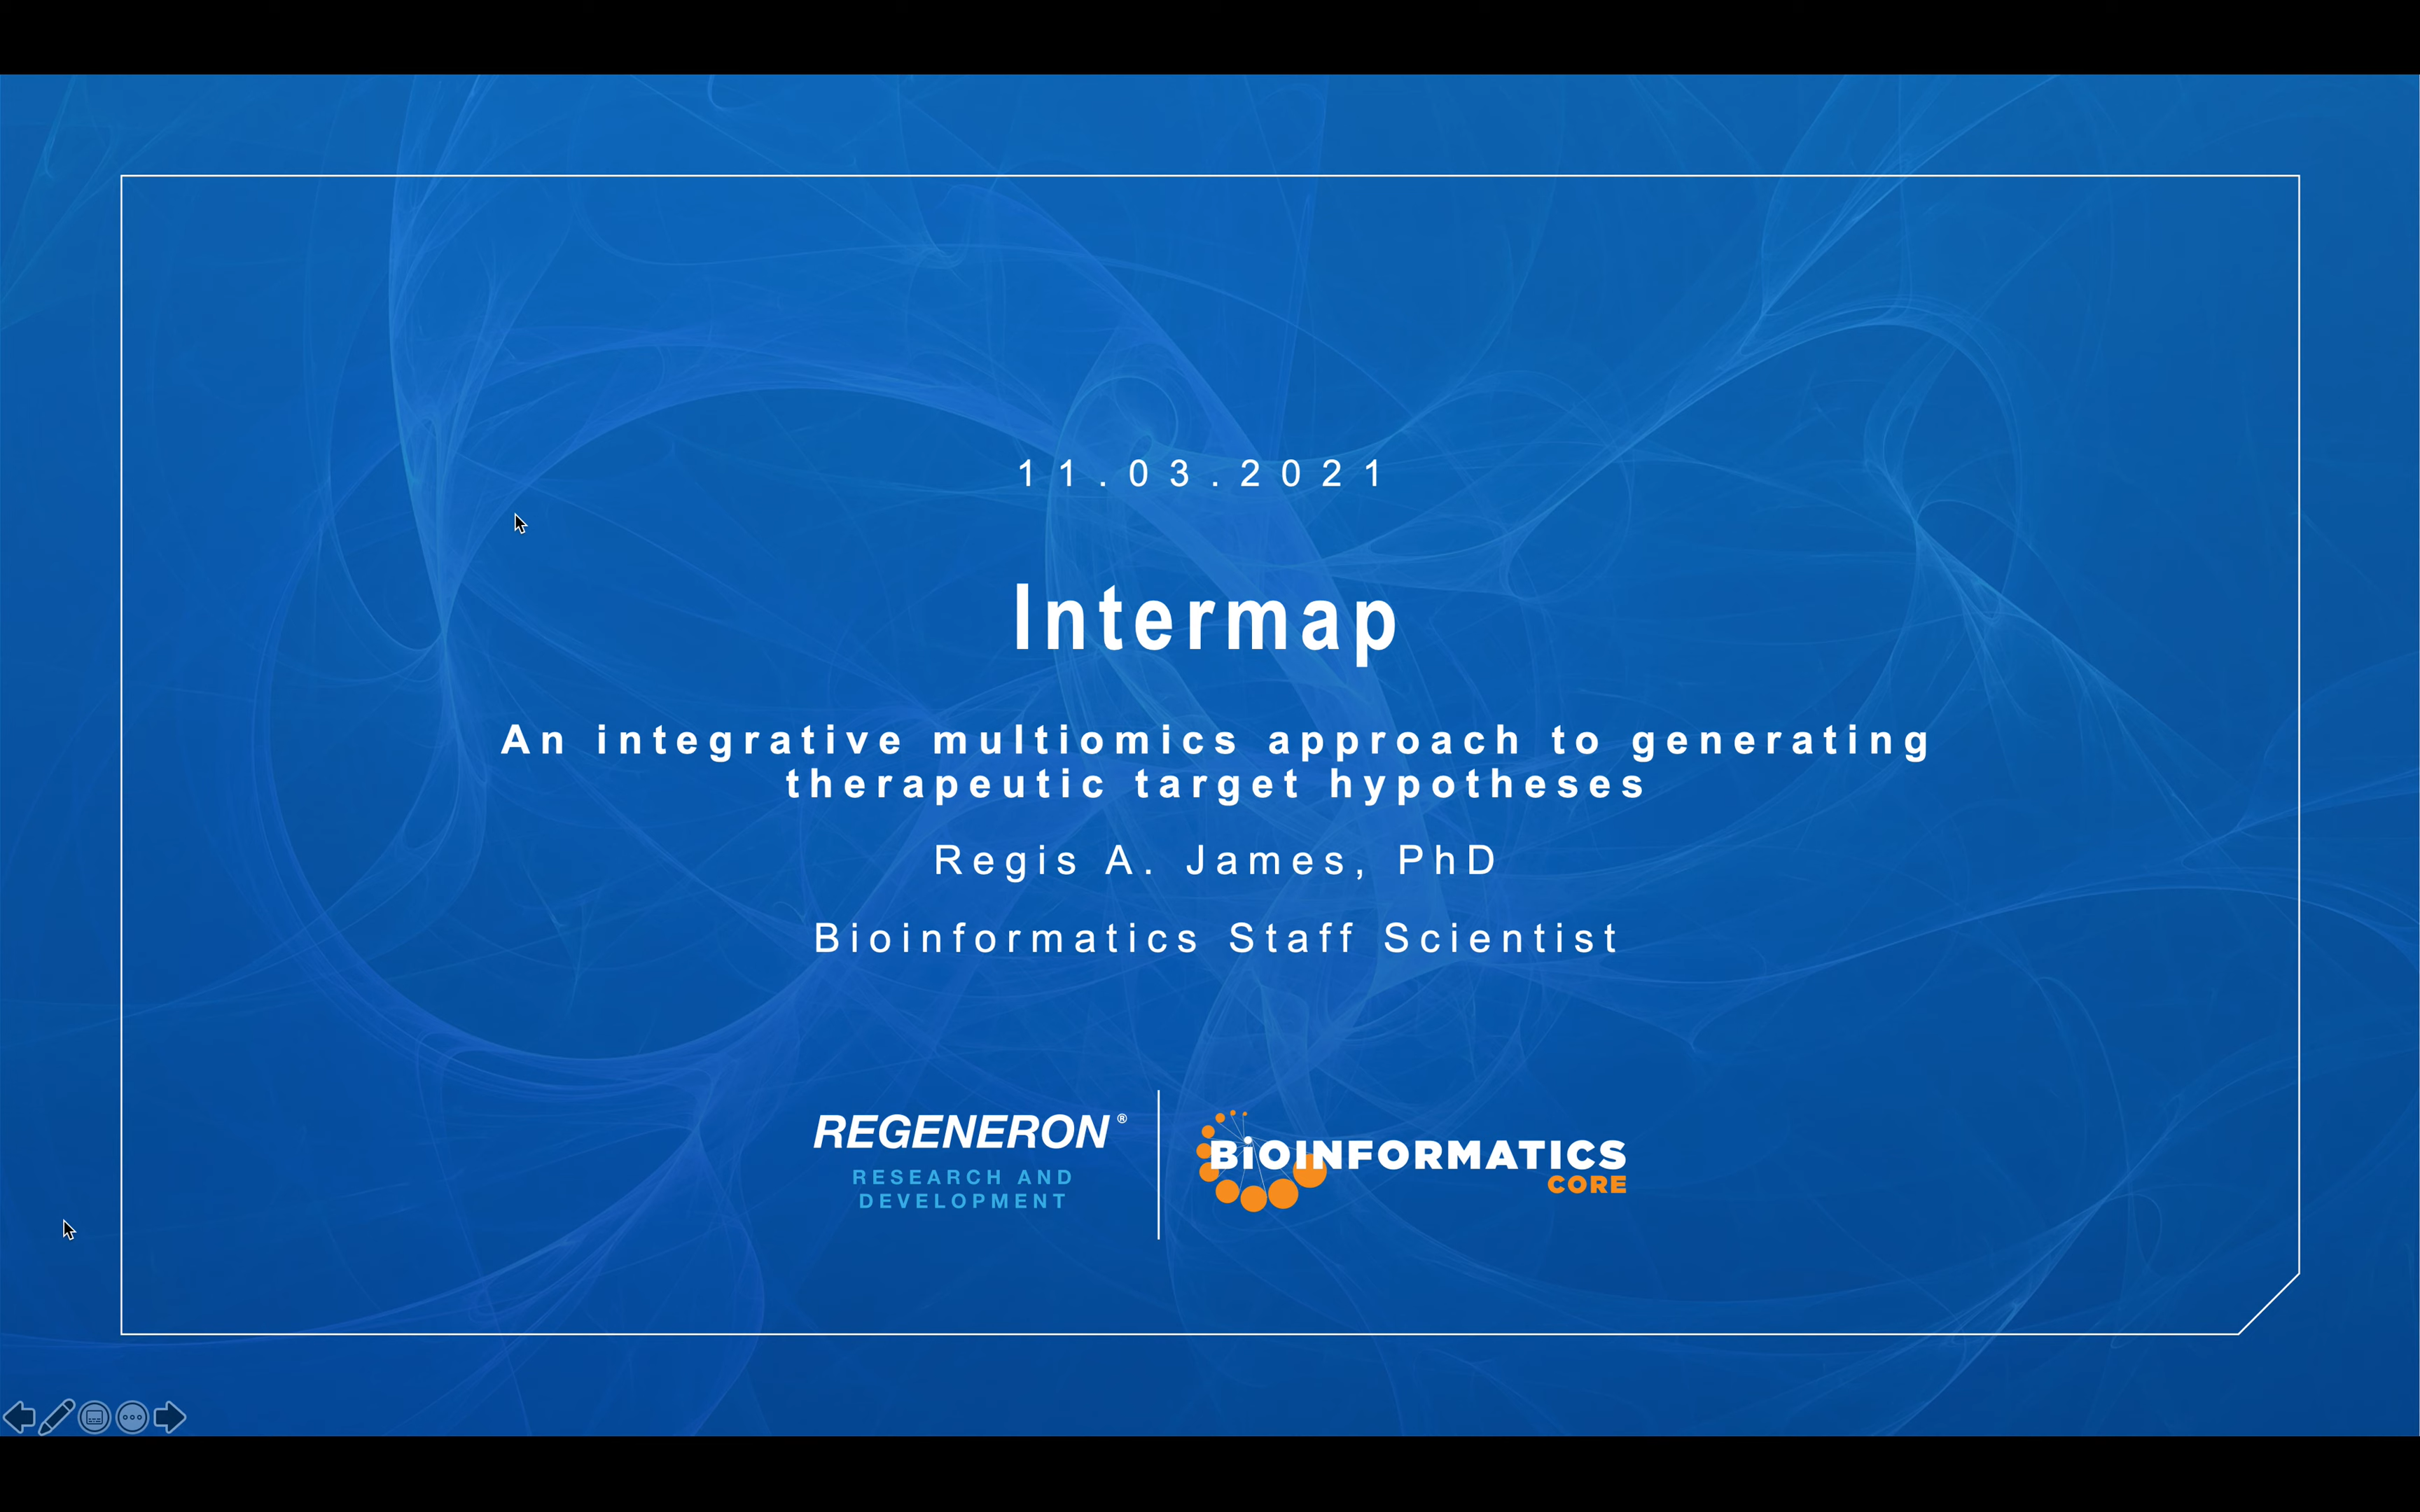 11.03.2021
Intermap
An integrative multiomics approach to generating
therapeutic target hypotheses
Regis A. James, PhD
Bioinformatics Staff Scientist
REGENERON®
RESEARCH AND
DEVELOPMENT
BiOINFORMATICS
CORE